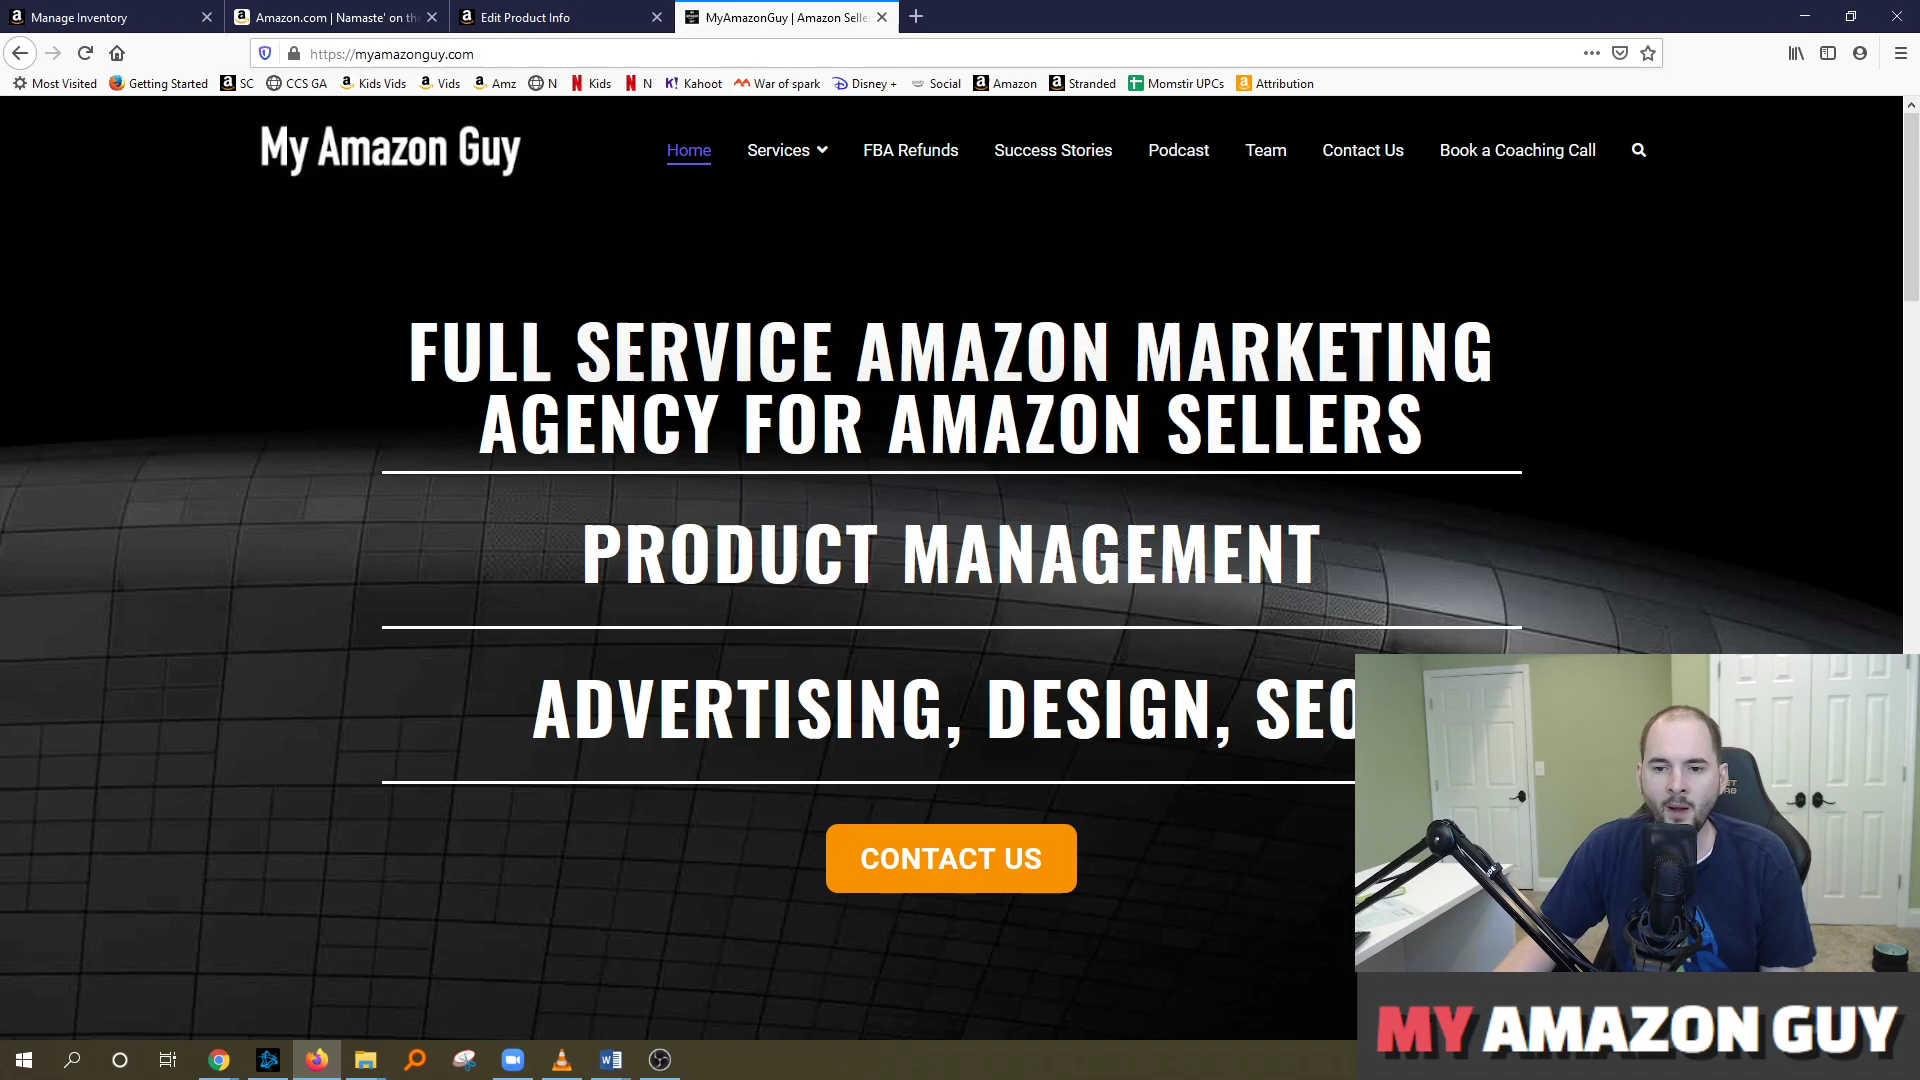 Manage Inventory
Amazon.com | Namaste' on th
Edit Product Info
MyAmazonGuy | Amazon Selle
https://myamazonguy.com
Most Visited
Getting Started
SC
CCS GA
Kids Vids
Vids
Amz
N
Kids
N
Kahoot
War of spark
Disney +
Social
Amazon
Stranded
Momstir UPCs
Attribution
My Amazon Guy
Home
Services
FBA Refunds
Success Stories
Podcast
Team
Contact Us
Book a Coaching Call
FULL SERVICE AMAZON MARKETING
AGENCY FOR AMAZON SELLERS
PRODUCT MANAGEMENT
ADVERTISING, DESIGN, SEO
CONTACT US
MY AMAZON GUY